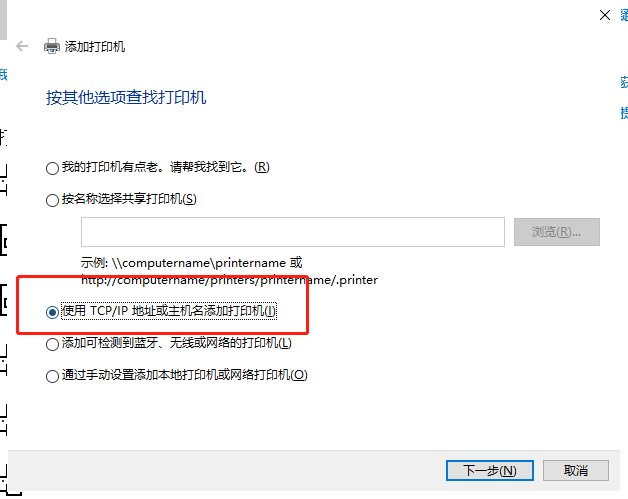 添加打印机
按其他选项查找打印机
我的打印机有点老。请帮我找到它。(R)
按名称选择共享打印机(S)
浏览(R)...
示例: \\computername\printername 或
http://computername/printers/printername/.printer
使用 TCP/IP 地址或主机名添加打印机(I)
添加可检测到蓝牙、无线或网络的打印机(L)
通过手动设置添加本地打印机或网络打印机(O)
下一步(N)
取消